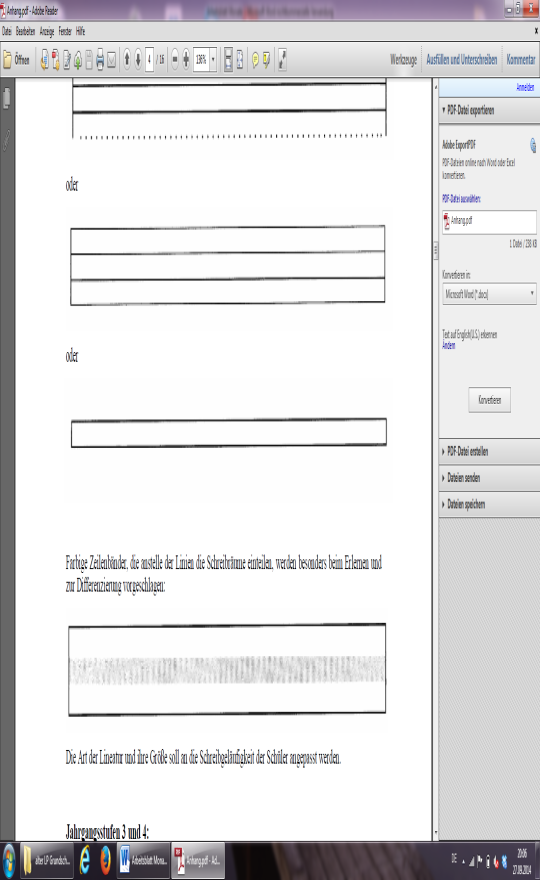 Anhang.pdf - Adobe Reader
Datei Bearbeiten Anzeige Fenster Hilfe
Öffnen 4 / 16 136% Werkzeuge Ausfüllen und Unterschreiben Kommentar
Anmelden
PDF-Datei exportieren
Adobe ExportPDF
PDF-Dateien online nach Word oder Excel
konvertieren.
PDF-Datei auswählen:
Anhang.pdf
1 Datei / 238 KB
Konvertieren in:
Microsoft Word (*.docx)
Text auf English(U.S.) erkennen
Ändern
Konvertieren
PDF-Datei erstellen
Dateien senden
Dateien speichern
oder
oder
Farbige Zeilenbänder, die anstelle der Linien die Schreibräume einteilen, werden besonders beim Erlernen und
zur Differenzierung vorgeschlagen:
Die Art der Lineatur und ihre Größe soll an die Schreibgeläufigkeit der Schüler angepasst werden.
Jahrgangsstufen 3 und 4:
alter LP Grundsch... Arbeitsblatt Mona... Anhang.pdf - Ad... DE 20:06
27.09.2014